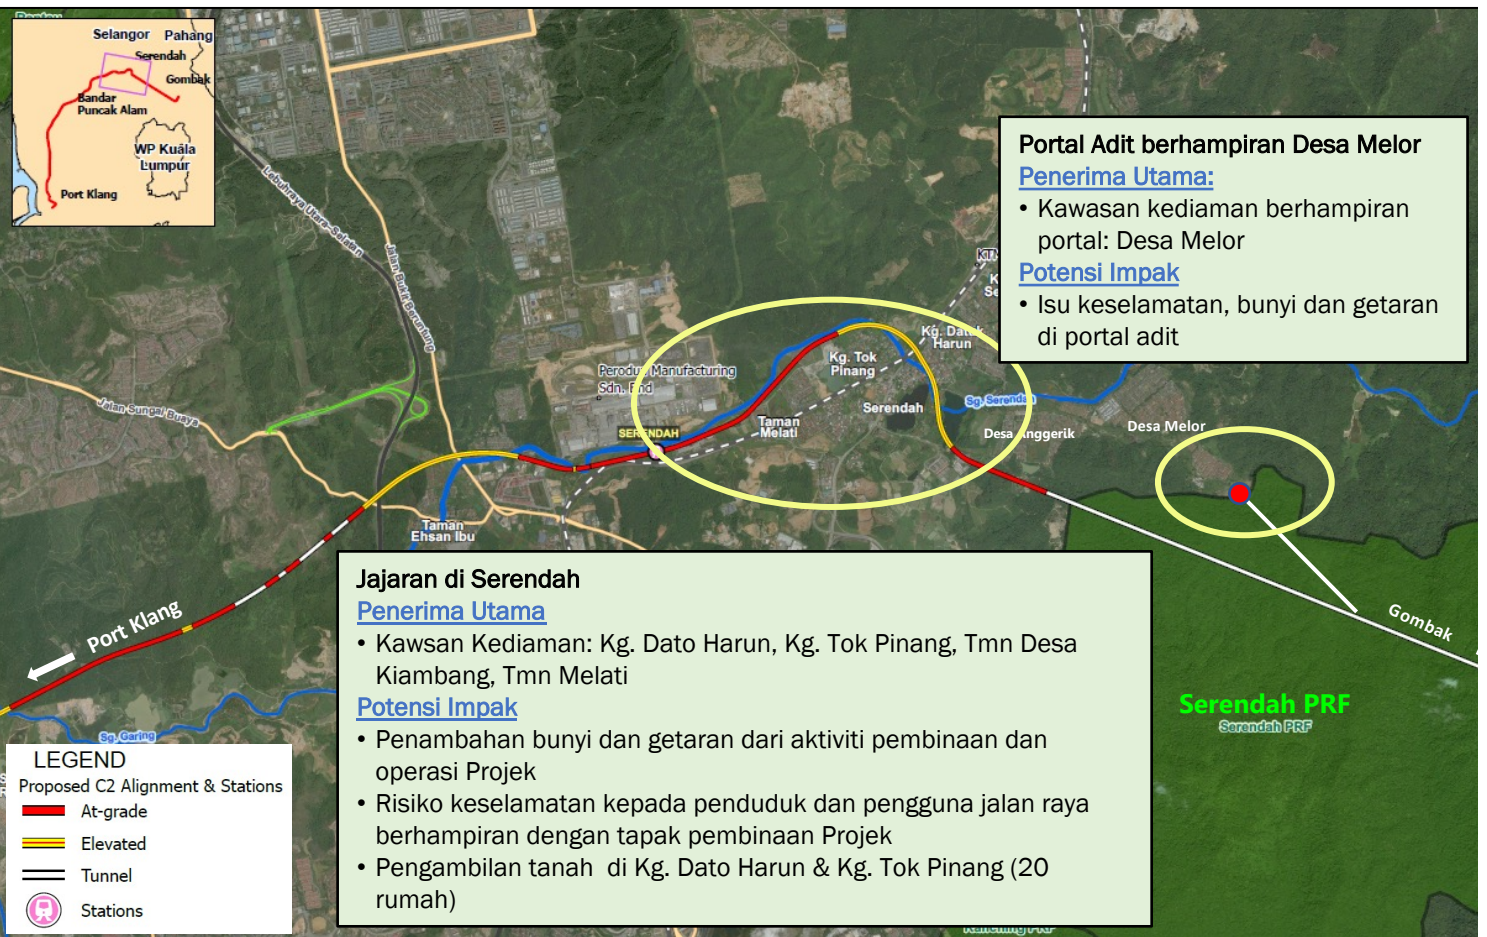 Selangor Pahang
Serendah
Gombak
Bandar
Puncak Alam
WP Kuala
Lumpur
Port Klang
Lebuhraya Utara-Selatan
Jalan Bukit Beruntung
Jalan Sungai Buaya
Portal Adit berhampiran Desa Melor
Penerima Utama:
• Kawasan kediaman berhampiran
portal: Desa Melor
Potensi Impak
• Isu keselamatan, bunyi dan getaran
di portal adit
Kg. Datuk
Harun
Kg. Tok
Pinang
Perodua Manufacturing
Sdn. Bhd
Serendah
Sg. Serendah
Taman
Melati
SERENDAH
Desa Anggerik
Desa Melor
Taman
Ehsan Ibu
Port Klang
Gombak
Serendah PRF
Serendah PRF
Sg. Garing
Jajaran di Serendah
Penerima Utama
• Kawsan Kediaman: Kg. Dato Harun, Kg. Tok Pinang, Tmn Desa
Kiambang, Tmn Melati
Potensi Impak
• Penambahan bunyi dan getaran dari aktiviti pembinaan dan
operasi Projek
• Risiko keselamatan kepada penduduk dan pengguna jalan raya
berhampiran dengan tapak pembinaan Projek
• Pengambilan tanah di Kg. Dato Harun & Kg. Tok Pinang (20
rumah)
LEGEND
Proposed C2 Alignment & Stations
At-grade
Elevated
Tunnel
Stations